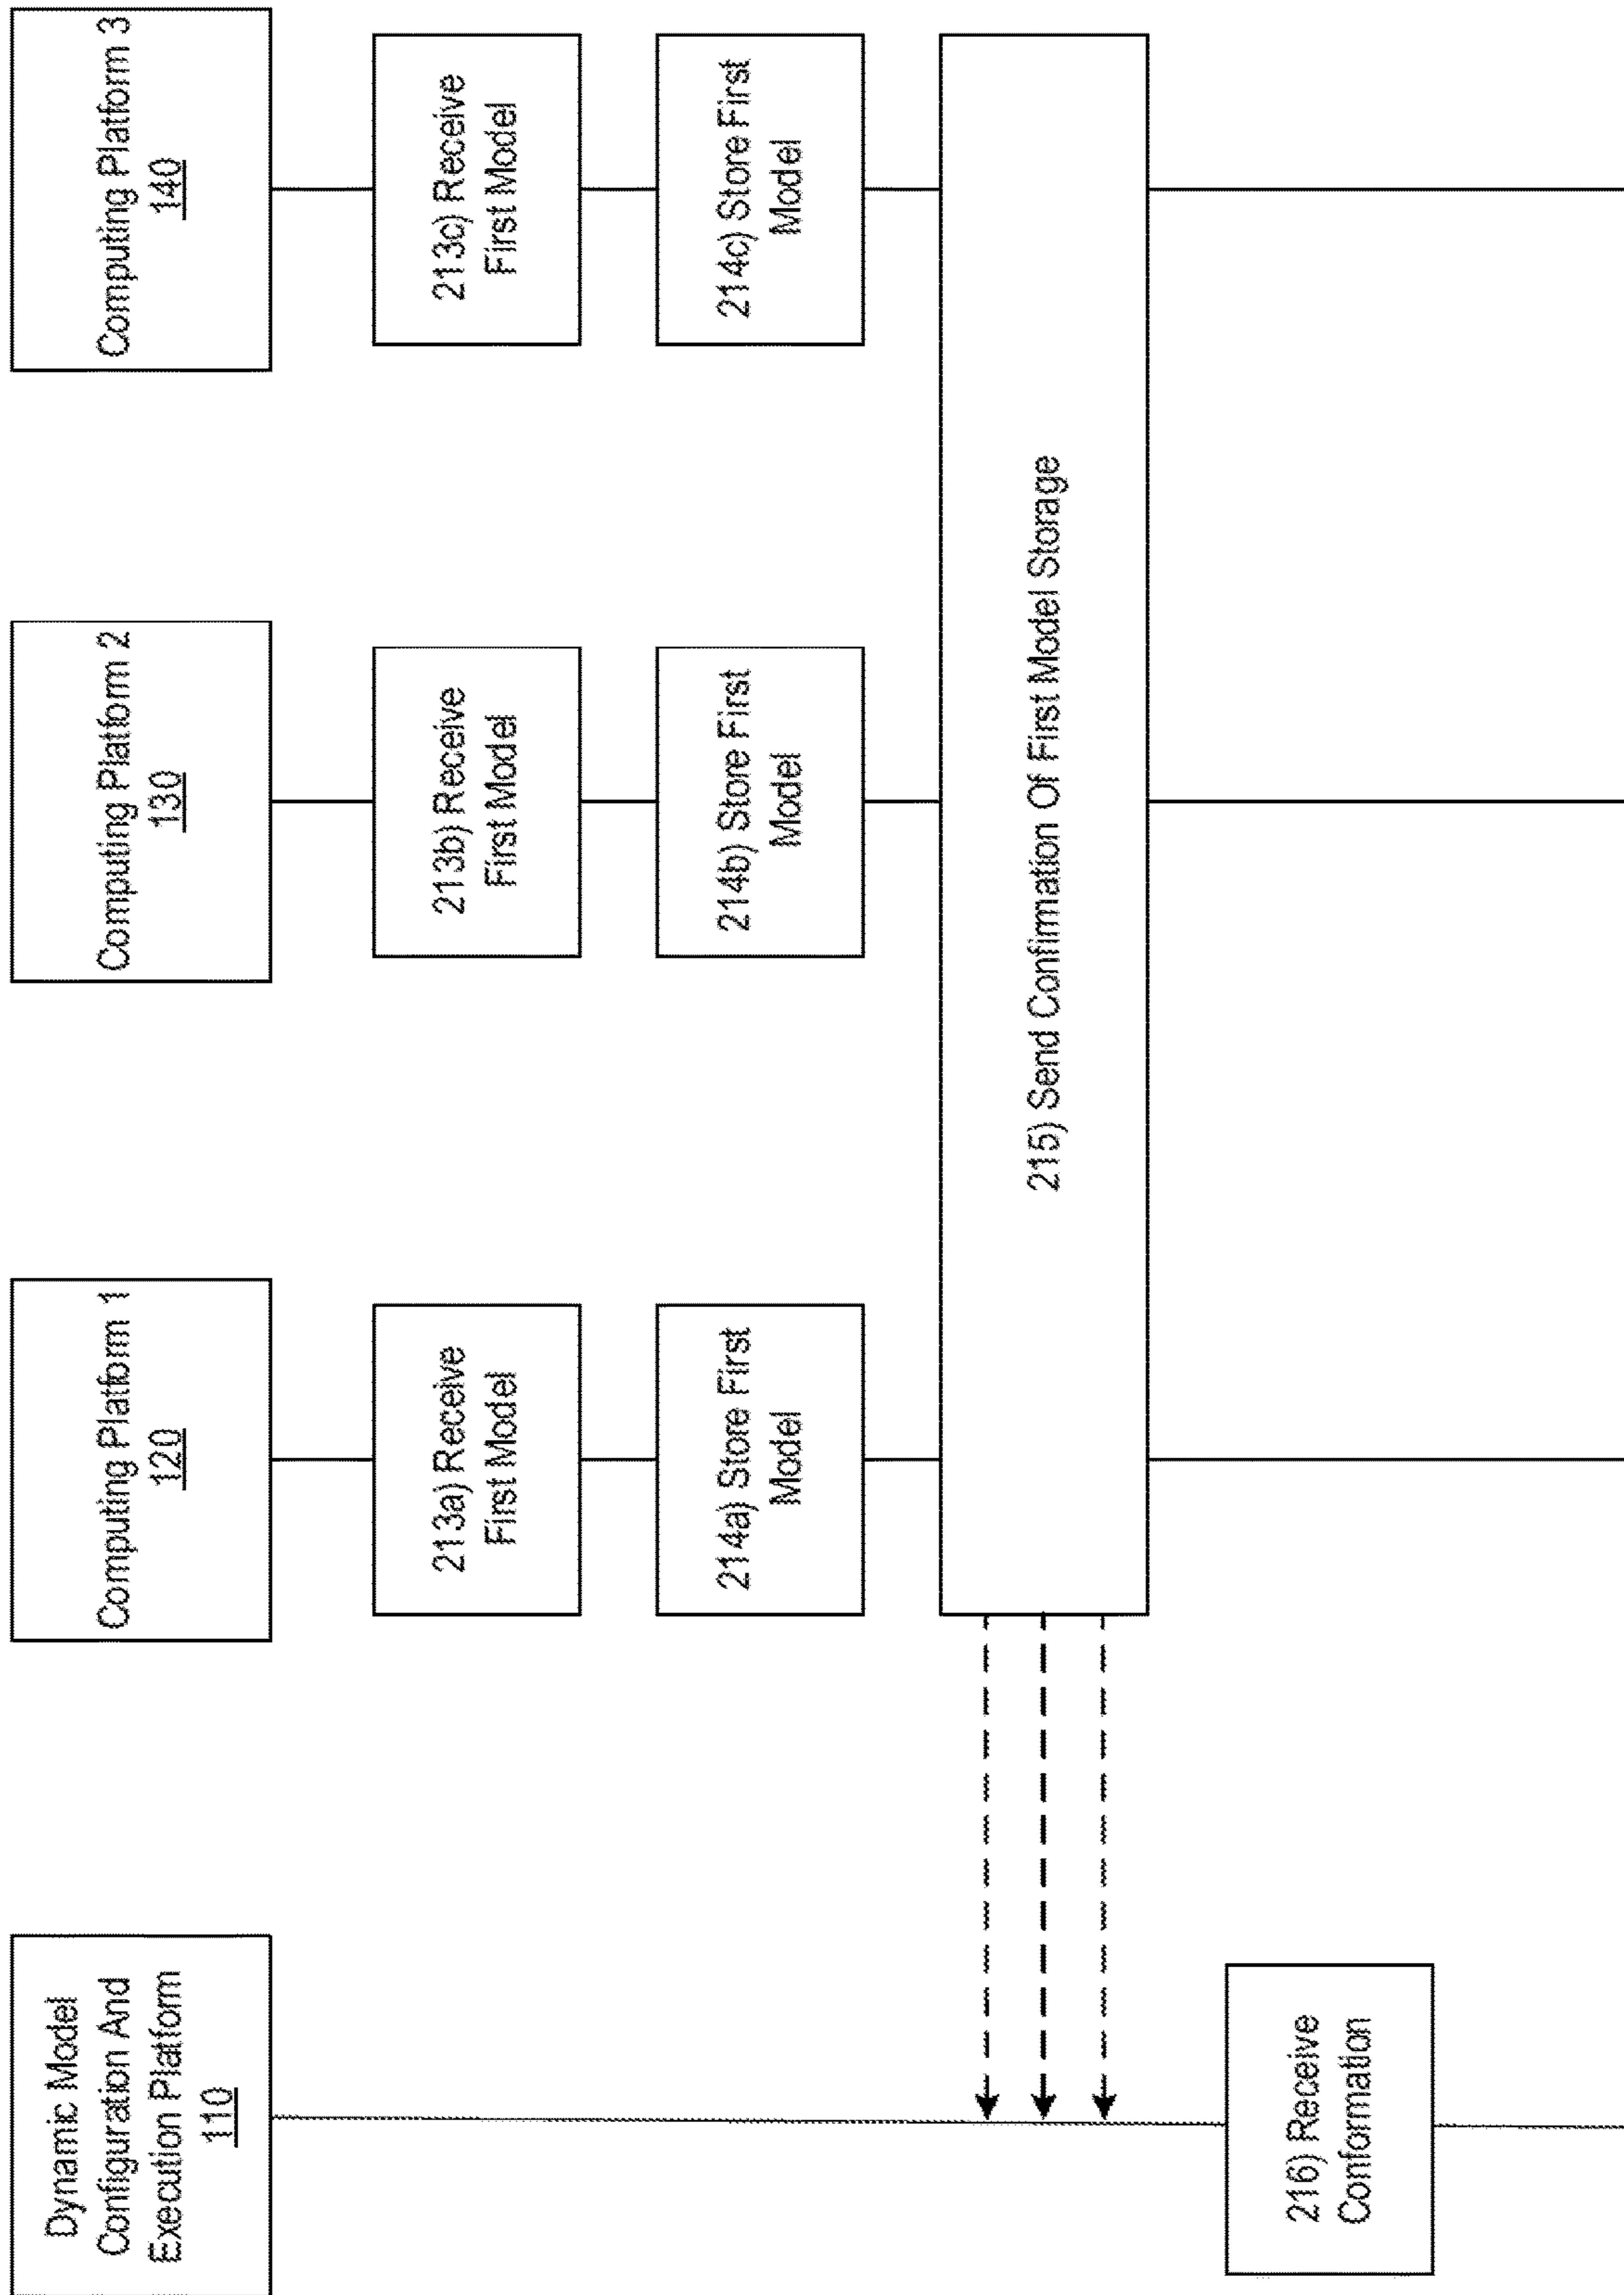 Dynamic Model
Configuration And
Execution Platform
110
Computing Platform 1
120
Computing Platform 2
130
Computing Platform 3
140
213a) Receive
First Model
213b) Receive
First Model
213c) Receive
First Model
214a) Store First
Model
214b) Store First
Model
214c) Store First
Model
215) Send Confirmation Of First Model Storage
216) Receive
Conformation